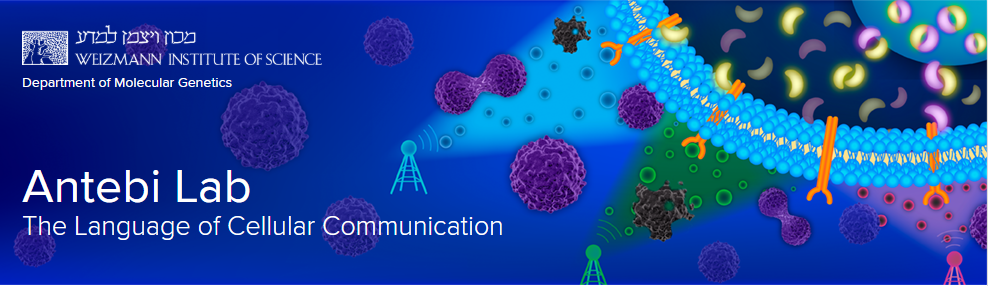 מכון ויצמן למדע
WEIZMANN INSTITUTE OF SCIENCE
Department of Molecular Genetics
Antebi Lab
The Language of Cellular Communication